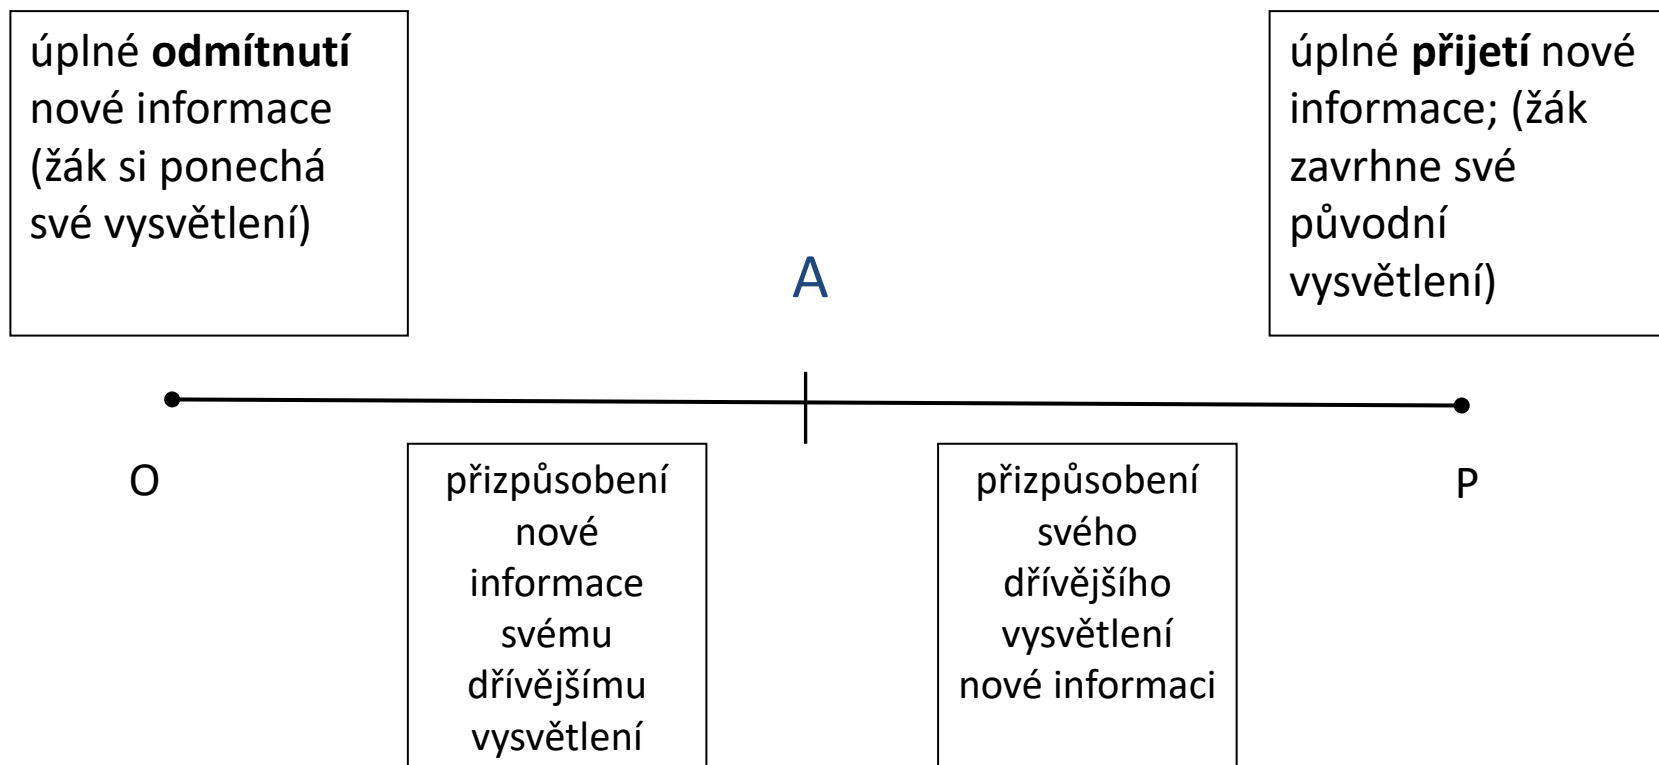 úplné odmítnutí
nové informace
(žák si ponechá
své vysvětlení)
úplné přijetí nové
informace; (žák
zavrhne své
původní
vysvětlení)
A
O
přizpůsobení
nové
informace
svému
dřívějšímu
vysvětlení
přizpůsobení
svého
dřívějšího
vysvětlení
nové informaci
P